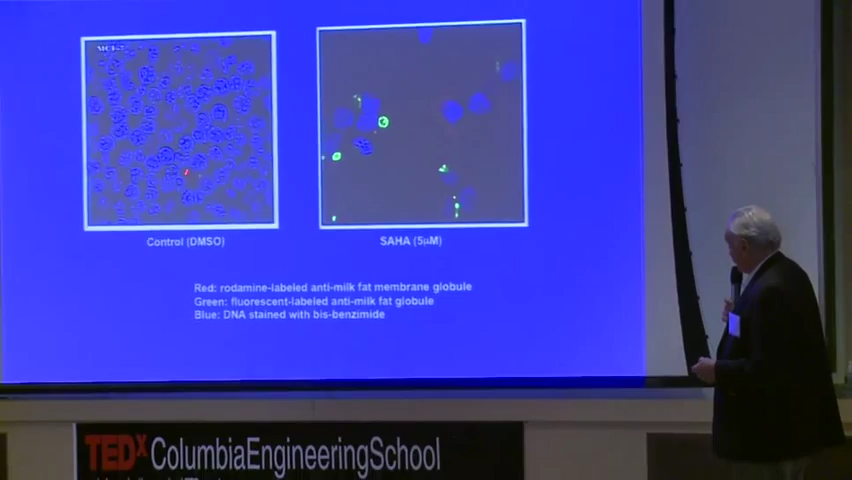 Control (DMSO)
SAHA (5µM)
Red: rodamine-labeled anti-milk fat membrane globule
Green: fluorescent-labeled anti-milk fat globule
Blue: DNA stained with bis-benzimide
TEDx ColumbiaEngineeringSchool